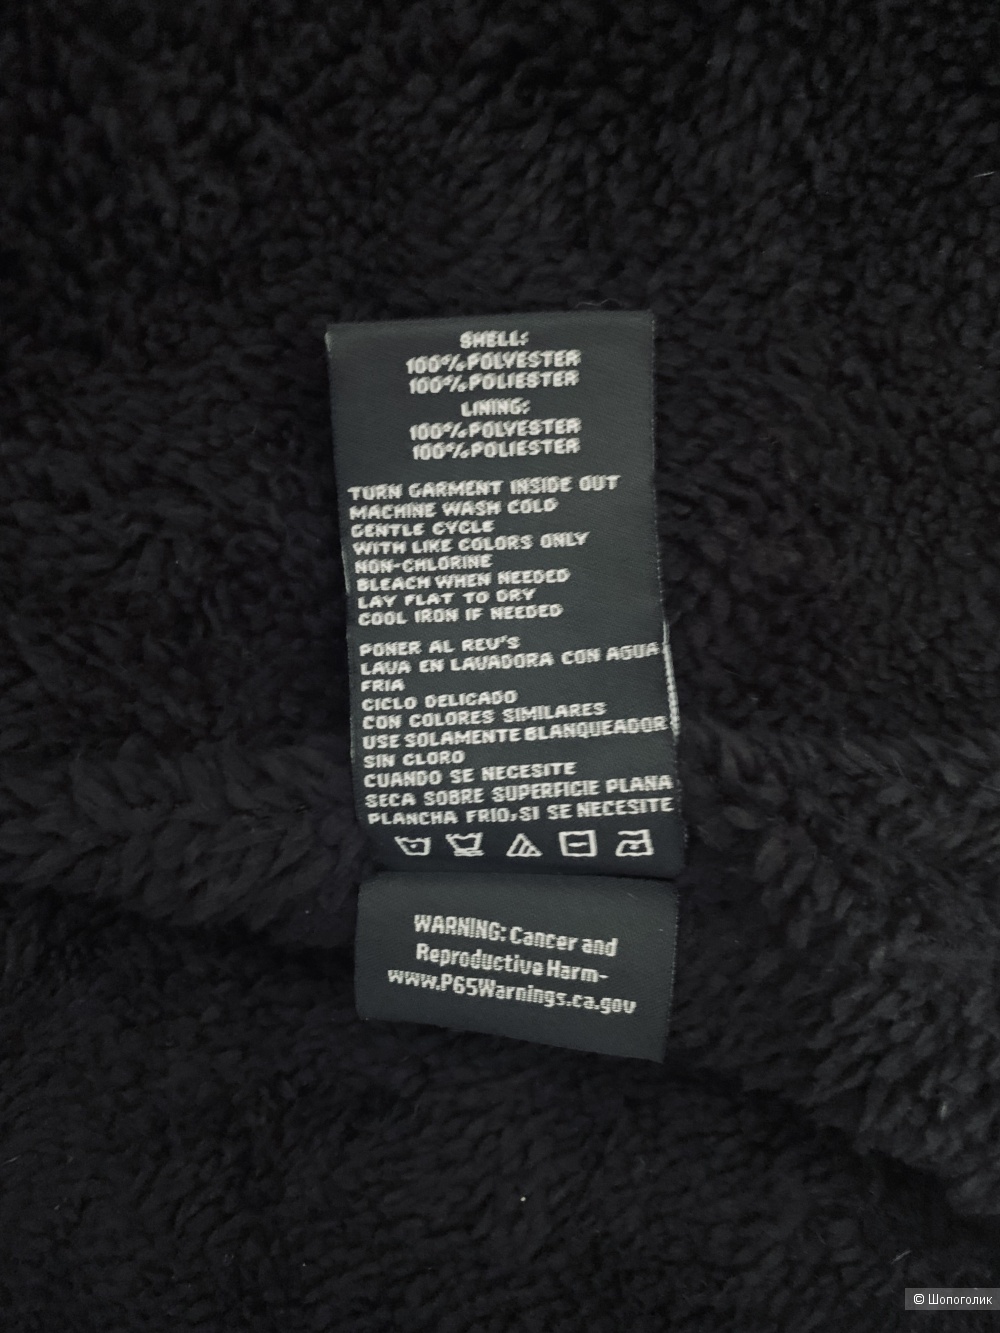 SHELL:
100%POLYESTER
100%POLIESTER
LINING:
100%POLYESTER
100%POLIESTER
TURN GARMENT INSIDE OUT
MACHINE WASH COLD
GENTLE CYCLE
WITH LIKE COLORS ONLY
NON-CHLORINE
BLEACH WHEN NEEDED
LAY FLAT TO DRY
COOL IRON IF NEEDED
PONER AL REV'S
LAVA EN LAVADORA CON AGUA
FRIA
CICLO DELICADO
CON COLORES SIMILARES
USE SOLAMENTE BLANQUEADOR
SIN CLORO
CUANDO SE NECESITE
SECA SOBRE SUPERFICIE PLANA
PLANCHA FRIO,SI SE NECESITE
WARNING: Cancer and
Reproductive Harm-
www.P65Warnings.ca.gov
© Шопоголик